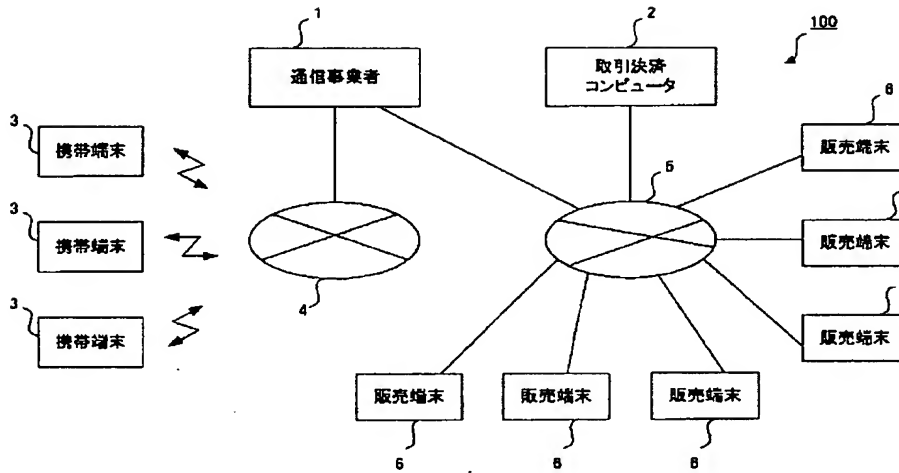 1
2
100
通信事業者
取引決済
コンピュータ
3
携帯端末
6
販売端末
5
3
携帯端末
販売端末
4
3
携帯端末
販売端末
販売端末
販売端末
販売端末
6
6
6